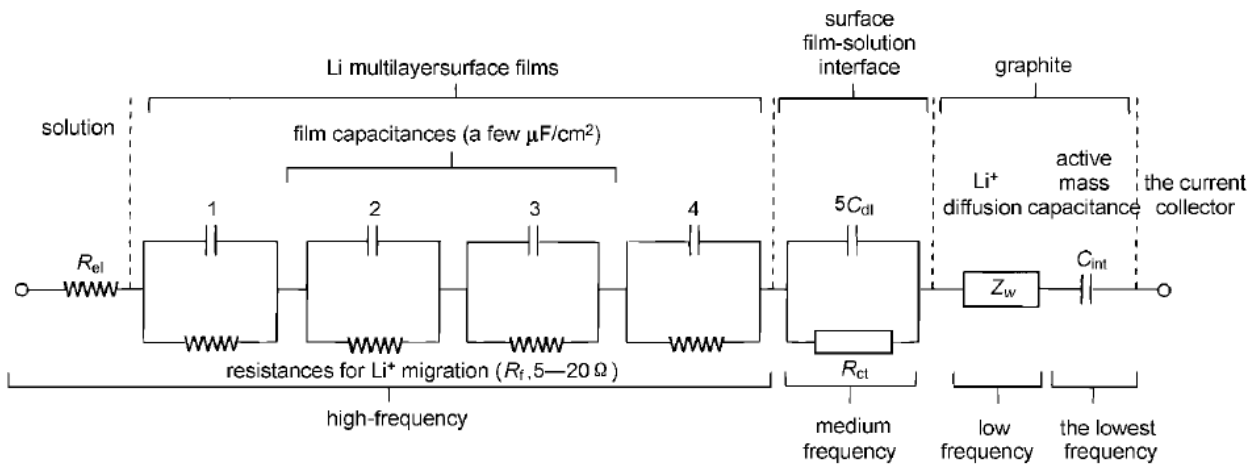 surface
film-solution
interface
Li multilayersurface films
graphite
solution
film capacitances (a few μF/cm²)
active
mass
capacitance
Li⁺
diffusion
the current
collector
1
2
3
4
5C_dl
R_el
Z_w
C_int
resistances for Li⁺ migration (R_f,5—20 Ω)
R_ct
high-frequency
medium
frequency
low
frequency
the lowest
frequency